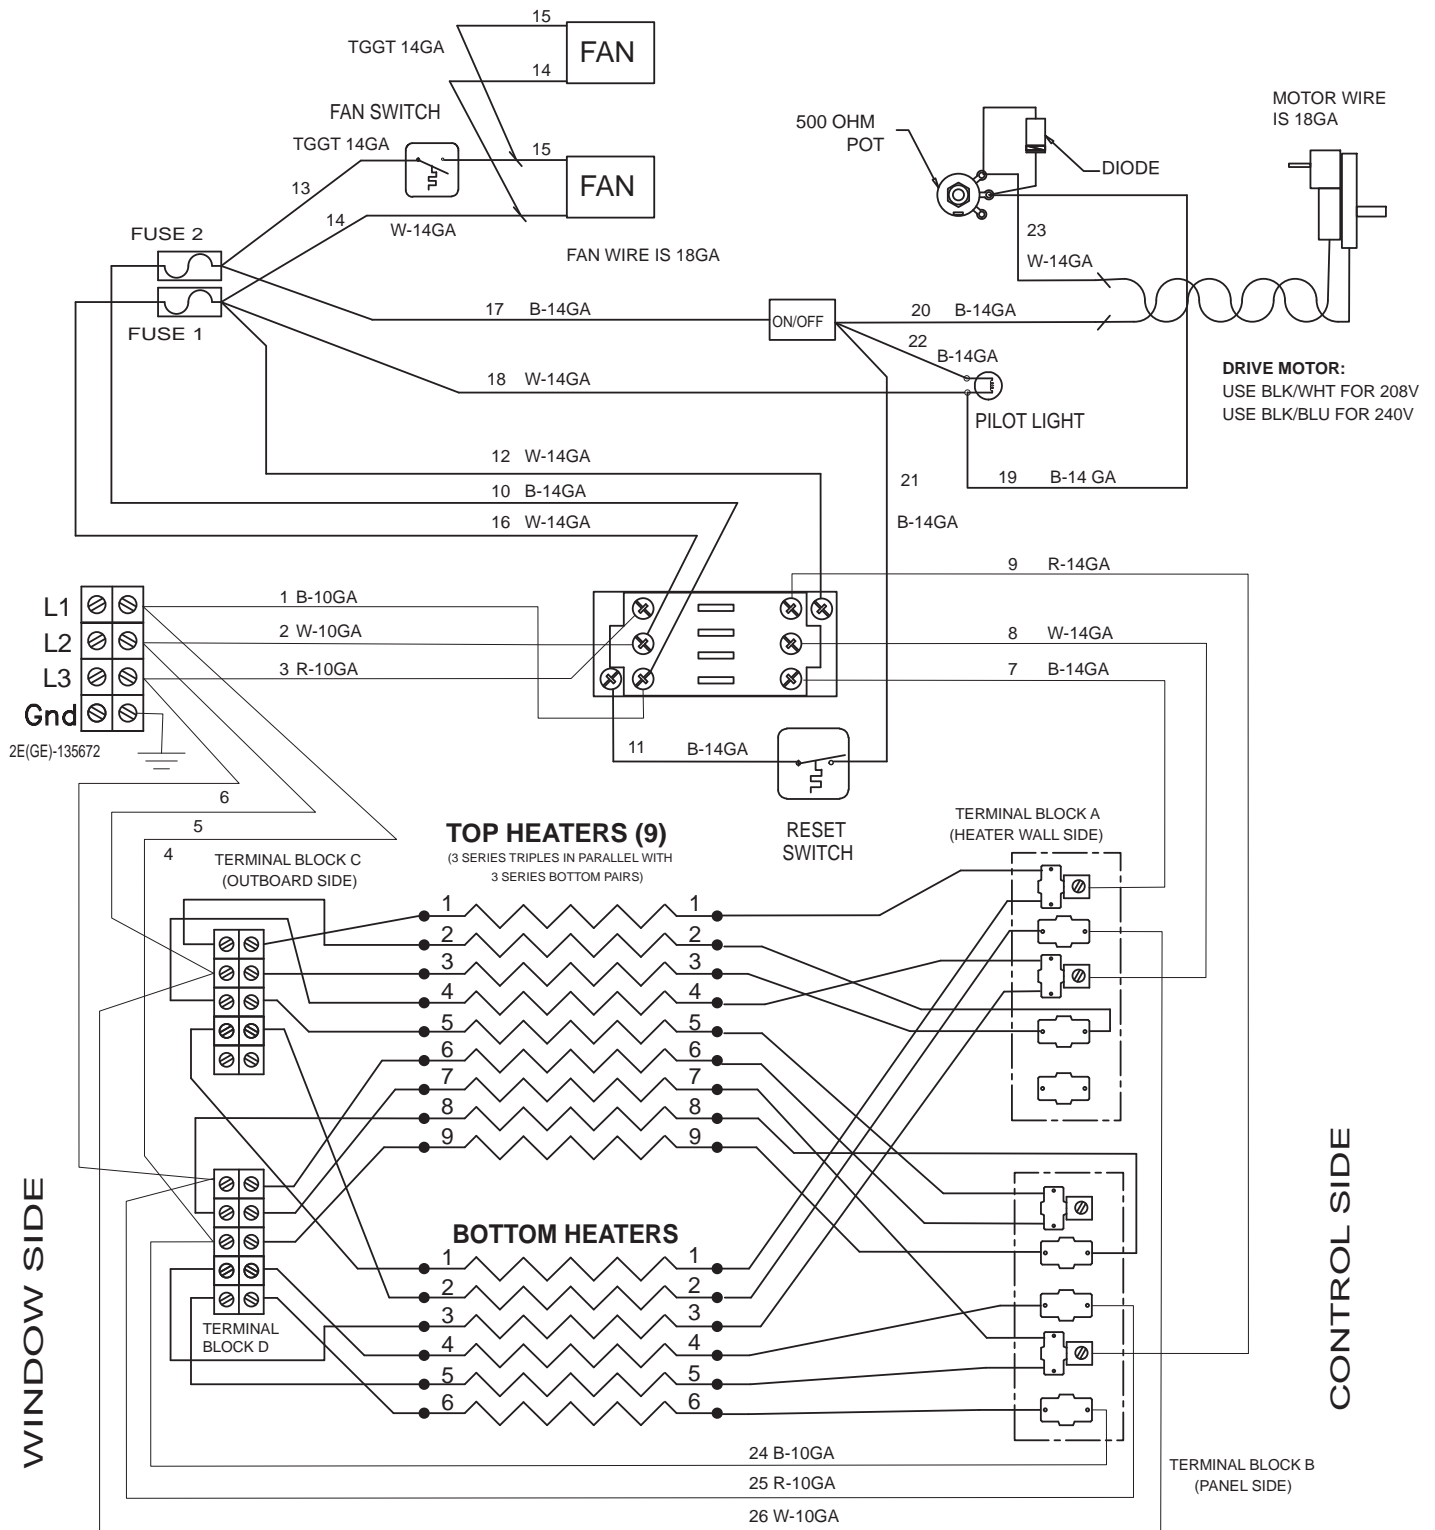 15
TGGT 14GA
FAN
14
FAN SWITCH
TGGT 14GA
15
FAN
13
14
W-14GA
FAN WIRE IS 18GA
FUSE 2
FUSE 1
500 OHM
POT
DIODE
MOTOR WIRE
IS 18GA
23
W-14GA
17 B-14GA
ON/OFF
20 B-14GA
22
B-14GA
18 W-14GA
PILOT LIGHT
DRIVE MOTOR:
USE BLK/WHT FOR 208V
USE BLK/BLU FOR 240V
12 W-14GA
10 B-14GA
16 W-14GA
21
B-14GA
19 B-14 GA
9 R-14GA
L1
1 B-10GA
L2
2 W-10GA
8 W-14GA
L3
3 R-10GA
7 B-14GA
Gnd
2E(GE)-135672
11 B-14GA
RESET
SWITCH
6
5
4
TERMINAL BLOCK C
(OUTBOARD SIDE)
TOP HEATERS (9)
(3 SERIES TRIPLES IN PARALLEL WITH
3 SERIES BOTTOM PAIRS)
TERMINAL BLOCK A
(HEATER WALL SIDE)
1 1
2 2
3 3
4 4
5 5
6 6
7 7
8 8
9 9
WINDOW SIDE
CONTROL SIDE
BOTTOM HEATERS
1 1
2 2
3 3
4 4
5 5
6 6
TERMINAL
BLOCK D
24 B-10GA
25 R-10GA
26 W-10GA
TERMINAL BLOCK B
(PANEL SIDE)